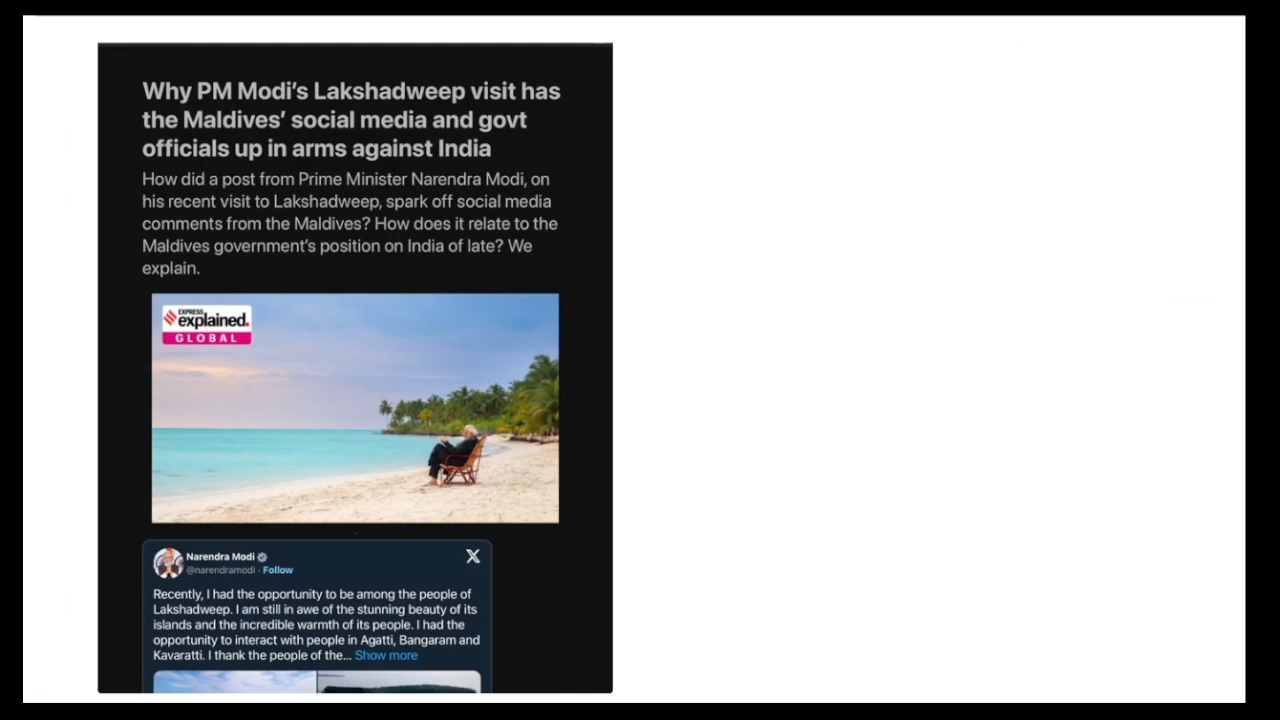 Why PM Modi's Lakshadweep visit has
the Maldives' social media and govt
officials up in arms against India
How did a post from Prime Minister Narendra Modi, on
his recent visit to Lakshadweep, spark off social media
comments from the Maldives? How does it relate to the
Maldives government's position on India of late? We
explain.
EXPRESS
explained.
GLOBAL
Narendra Modi
@narendramodi · Follow
Recently, I had the opportunity to be among the people of
Lakshadweep. I am still in awe of the stunning beauty of its
islands and the incredible warmth of its people. I had the
opportunity to interact with people in Agatti, Bangaram and
Kavaratti. I thank the people of the... Show more